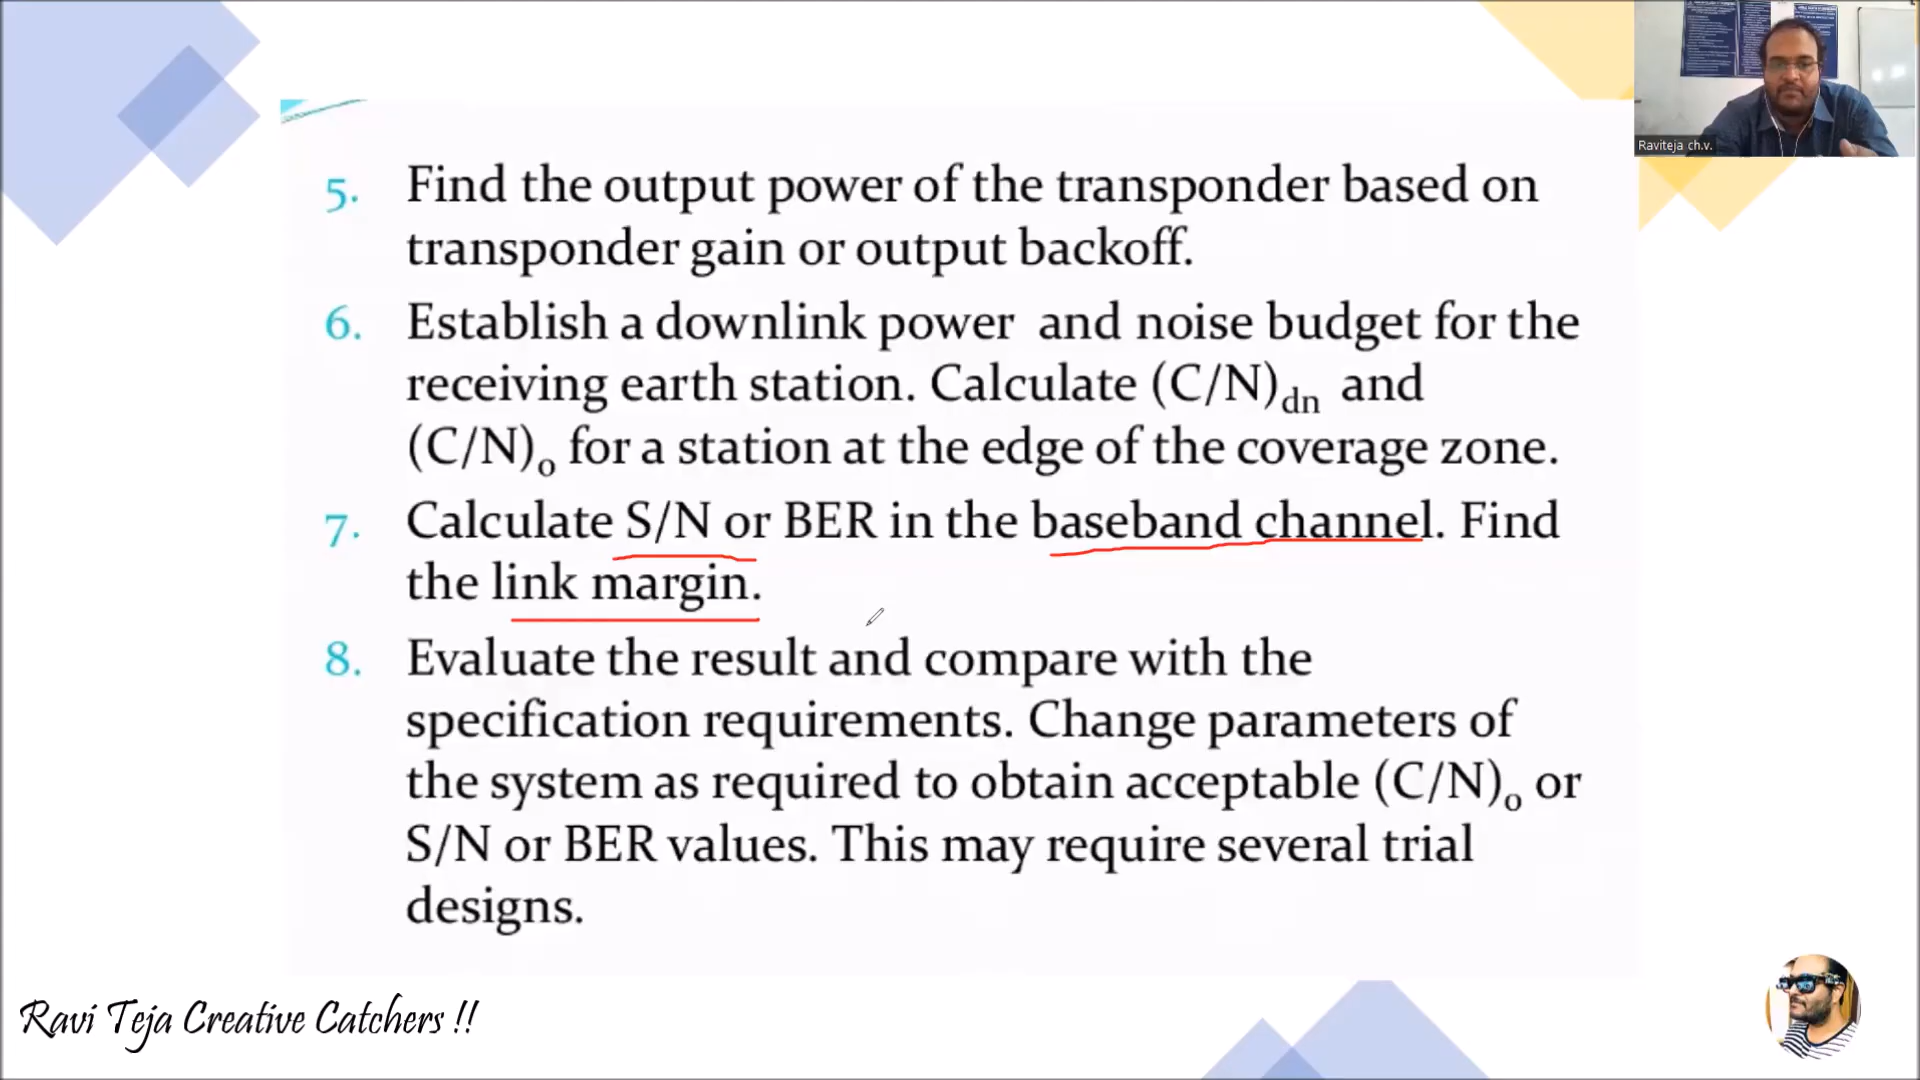 5. Find the output power of the transponder based on
transponder gain or output backoff.
6. Establish a downlink power and noise budget for the
receiving earth station. Calculate (C/N)dn and
(C/N)o for a station at the edge of the coverage zone.
7. Calculate S/N or BER in the baseband channel. Find
the link margin.
8. Evaluate the result and compare with the
specification requirements. Change parameters of
the system as required to obtain acceptable (C/N)o or
S/N or BER values. This may require several trial
designs.
Raviteja ch.v.
Ravi Teja Creative Catchers !!